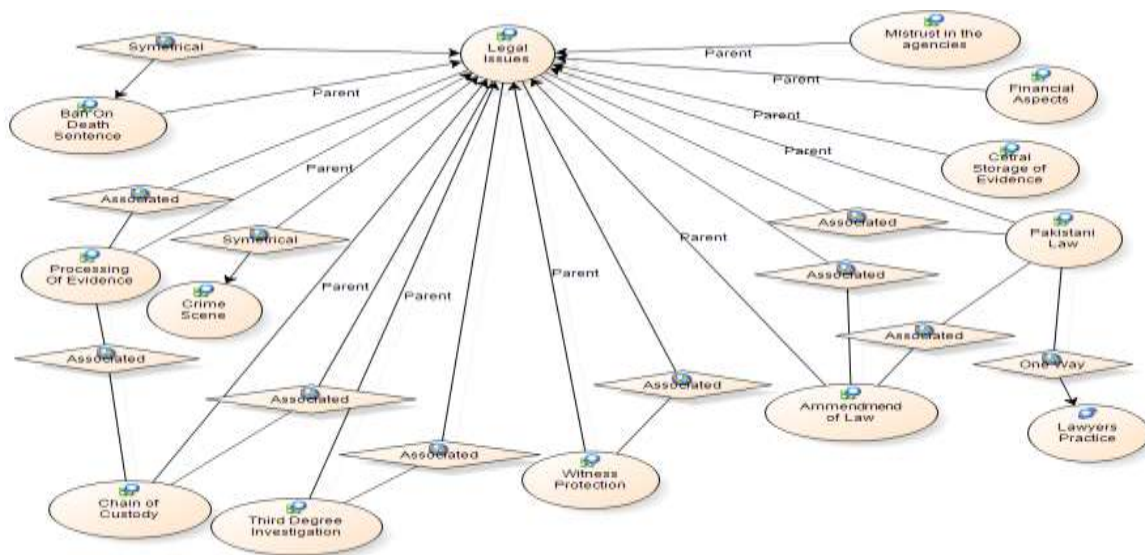 Symetrical
Legal
Issues
Mistrust in the
agencies
Parent
Financial
Aspects
Parent
Ban On
Death
Sentence
Parent
Parent
Cetral
Storage of
Evidence
Parent
Parent
Associated
Associated
Pakistani
Law
Symetrical
Parent
Processing
Of Evidence
Parent
Parent
Parent
Associated
Crime
Scene
Associated
Associated
One Way
Associated
Associated
Ammendmend
of Law
Lawyers
Practice
Associated
Witness
Protection
Chain of
Custody
Third Degree
Investigation